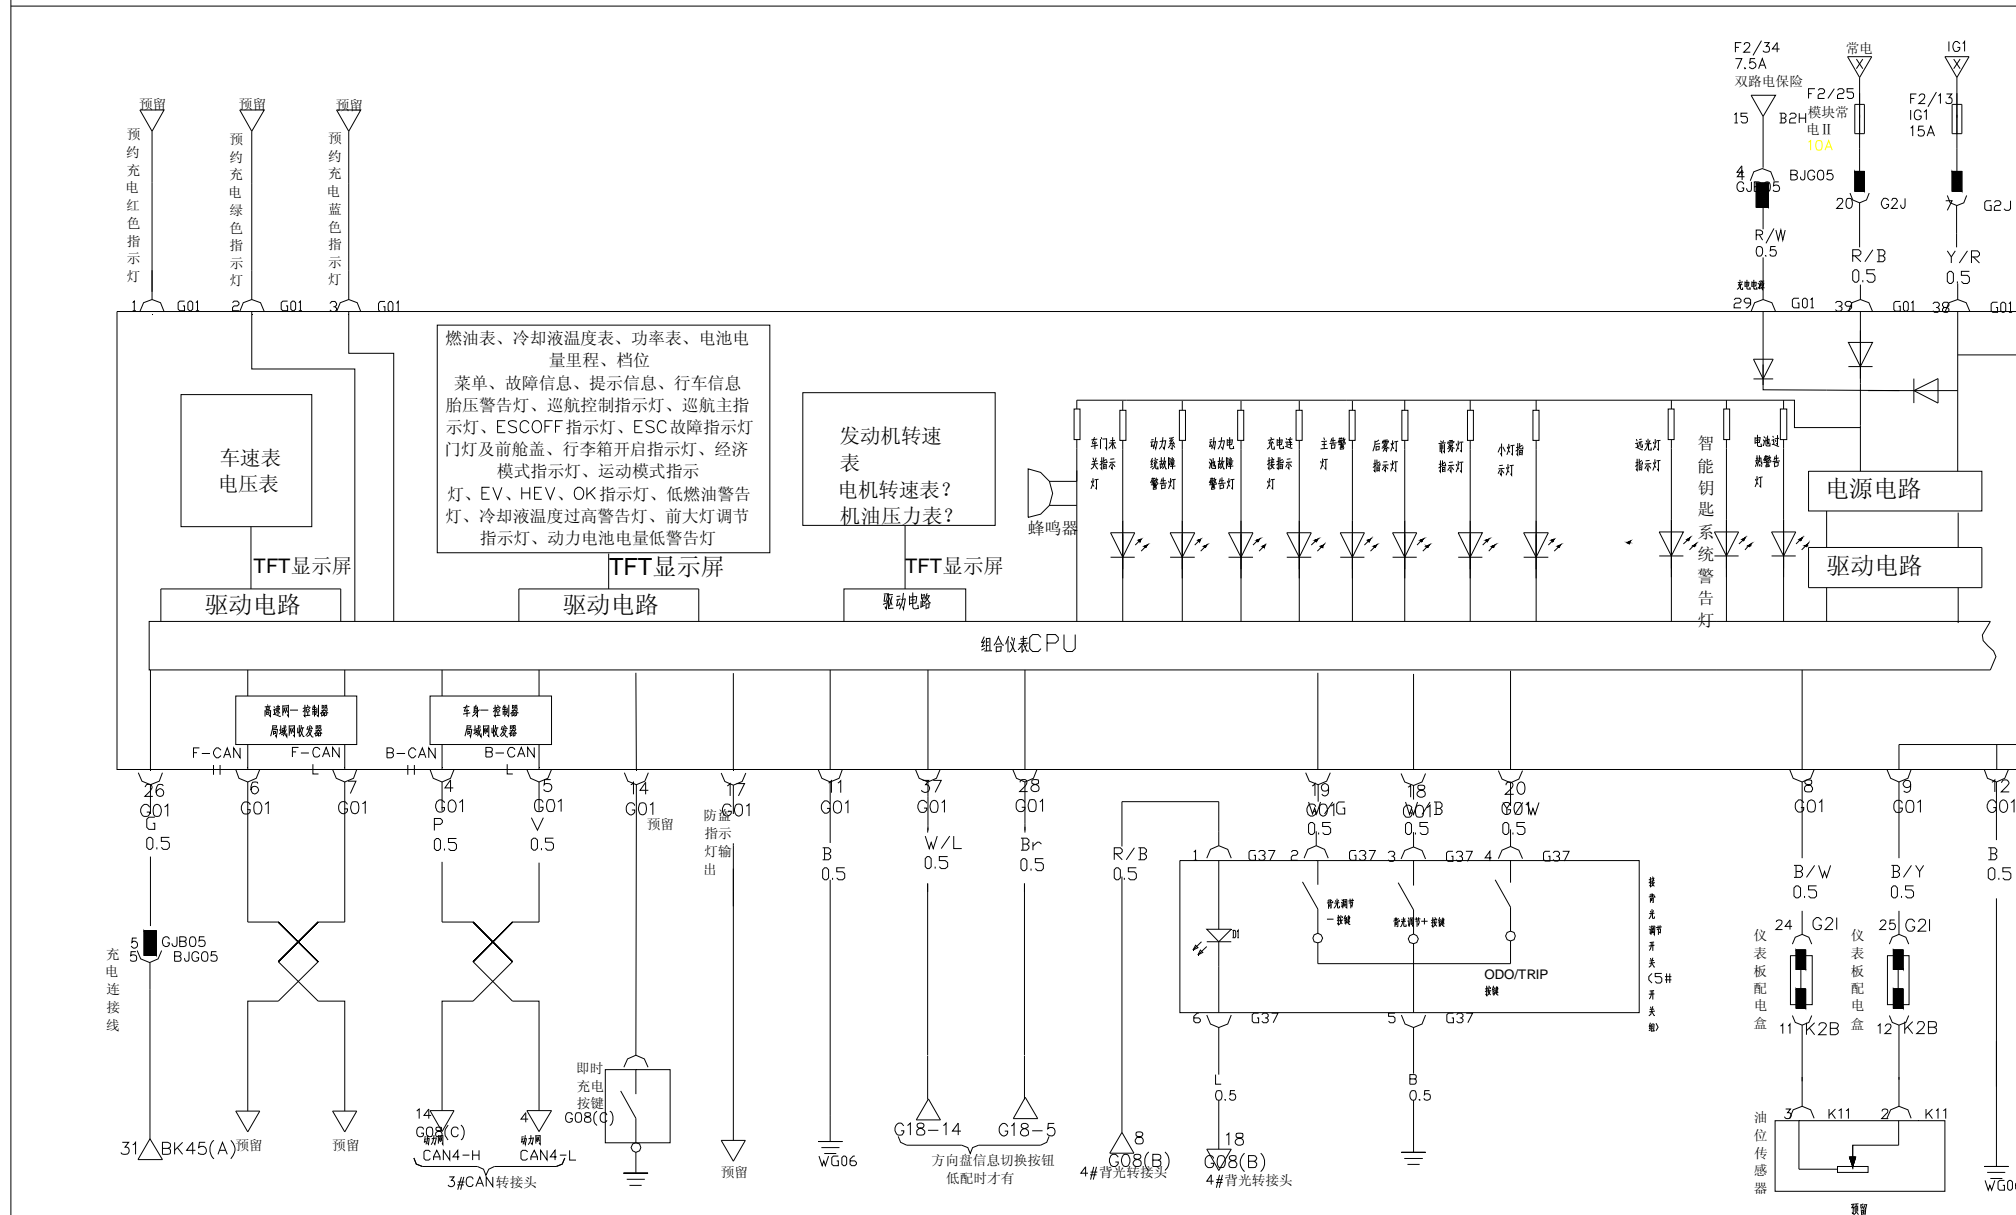 F2/34
7.5A
双路电保险
常电
IG1
X
X
F2/25
模块常
电Ⅱ
10A
F2/13
IG1
15A
预留
预留
预留
15
B2H
预约充电红色指示灯
预约充电绿色指示灯
预约充电蓝色指示灯
4
4
BJG05
GJB05
20
G2J
7
G2J
R/W
0.5
R/B
0.5
Y/R
0.5
充电电源
1
G01
2
G01
3
G01
29
G01
39
G01
38
G01
燃油表、冷却液温度表、功率表、电池电
量里程、档位
菜单、故障信息、提示信息、行车信息
胎压警告灯、巡航控制指示灯、巡航主指
示灯、ESCOFF指示灯、ESC故障指示灯
门灯及前舱盖、行李箱开启指示灯、经济
模式指示灯、运动模式指示
灯、EV、HEV、OK指示灯、低燃油警告
灯、冷却液温度过高警告灯、前大灯调节
指示灯、动力电池电量低警告灯
车速表
电压表
发动机转速
表
电机转速表?
机油压力表?
蜂鸣器
车门未
关指示
灯
动力系
统故障
警告灯
动力电
池故障
警告灯
充电连
接指示
灯
主告警
灯
后雾灯
指示灯
前雾灯
指示灯
小灯指
示灯
远光灯
指示灯
智能钥匙系统警告灯
电池过
热警告
灯
电源电路
驱动电路
TFT显示屏
TFT显示屏
TFT显示屏
驱动电路
驱动电路
驱动电路
组合仪表CPU
高速网一 控制器
局域网收发器
车身一 控制器
局域网收发器
F-CAN
H
F-CAN
L
B-CAN
H
B-CAN
L
26
G01
6
G01
7
G01
4
G01
5
G01
14
G01
17
G01
11
G01
37
G01
28
G01
19
G01
18
G01
20
G01
8
G01
9
G01
12
G01
G
0.5
P
0.5
V
0.5
预留
防盗
指示
灯输
出
B
0.5
W/L
0.5
Br
0.5
R/B
0.5
W/G
0.5
0.5
Y/W
0.5
B/W
0.5
B/Y
0.5
B
0.5
1
G37
2
G37
3
G37
4
G37
背光调节
一 按键
背光调节+ 按键
D1
ODO/TRIP
按键
接背光调节开关(5#开关组)
6
G37
5
G37
5
GJB05
5
BJG05
充电连接线
24
G2I
25
G2I
仪表板配电盒
仪表板配电盒
11
K2B
12
K2B
即时
充电
按键
G08(C)
L
0.5
B
0.5
31
BK45(A)
预留
预留
14
G08(C)
动力网
CAN4-H
4
动力网
CAN4-L
3#CAN转接头
预留
WG06
G18-14
G18-5
方向盘信息切换按钮
低配时才有
8
G08(B)
4#背光转接头
18
G08(B)
4#背光转接头
油位传感器
3
K11
2
K11
预留
WG06